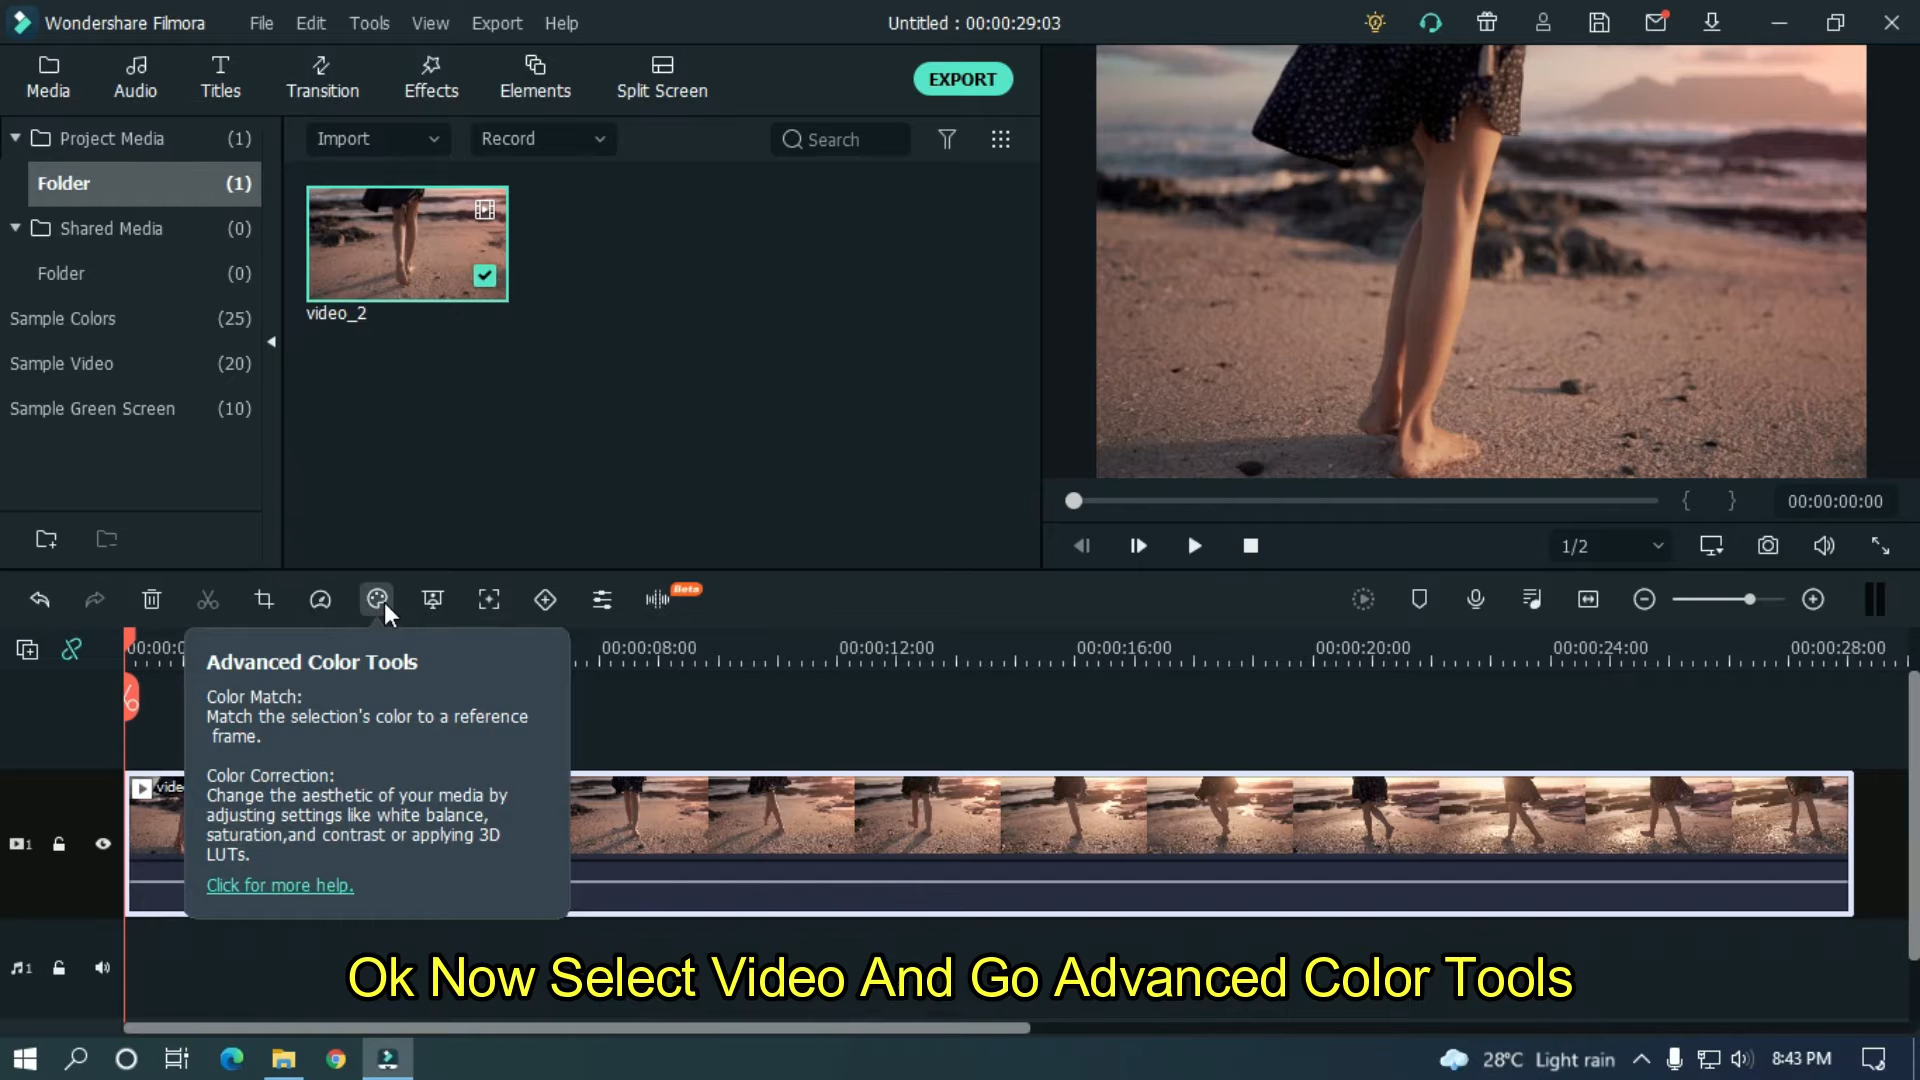 Wondershare Filmora
File
Edit
Tools
View
Export
Help
Untitled : 00:00:29:03
Media
Audio
Titles
Transition
Effects
Elements
Split Screen
EXPORT
Project Media (1)
Folder (1)
Shared Media (0)
Folder (0)
Sample Colors (25)
Sample Video (20)
Sample Green Screen (10)
Import
Record
Search
video_2
00:00:00:00
1/2
Beta
00:00:08:00
00:00:12:00
00:00:16:00
00:00:20:00
00:00:24:00
00:00:28:00
Advanced Color Tools
Color Match:
Match the selection's color to a reference
frame.
Color Correction:
Change the aesthetic of your media by
adjusting settings like white balance,
saturation,and contrast or applying 3D
LUTs.
Click for more help.
1
1
Ok Now Select Video And Go Advanced Color Tools
28°C Light rain
8:43 PM